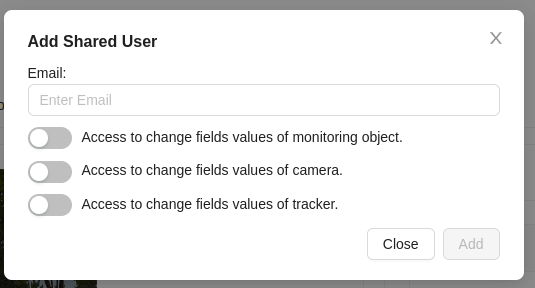 Add Shared User
Email:
Enter Email
Access to change fields values of monitoring object.
Access to change fields values of camera.
Access to change fields values of tracker.
Close
Add